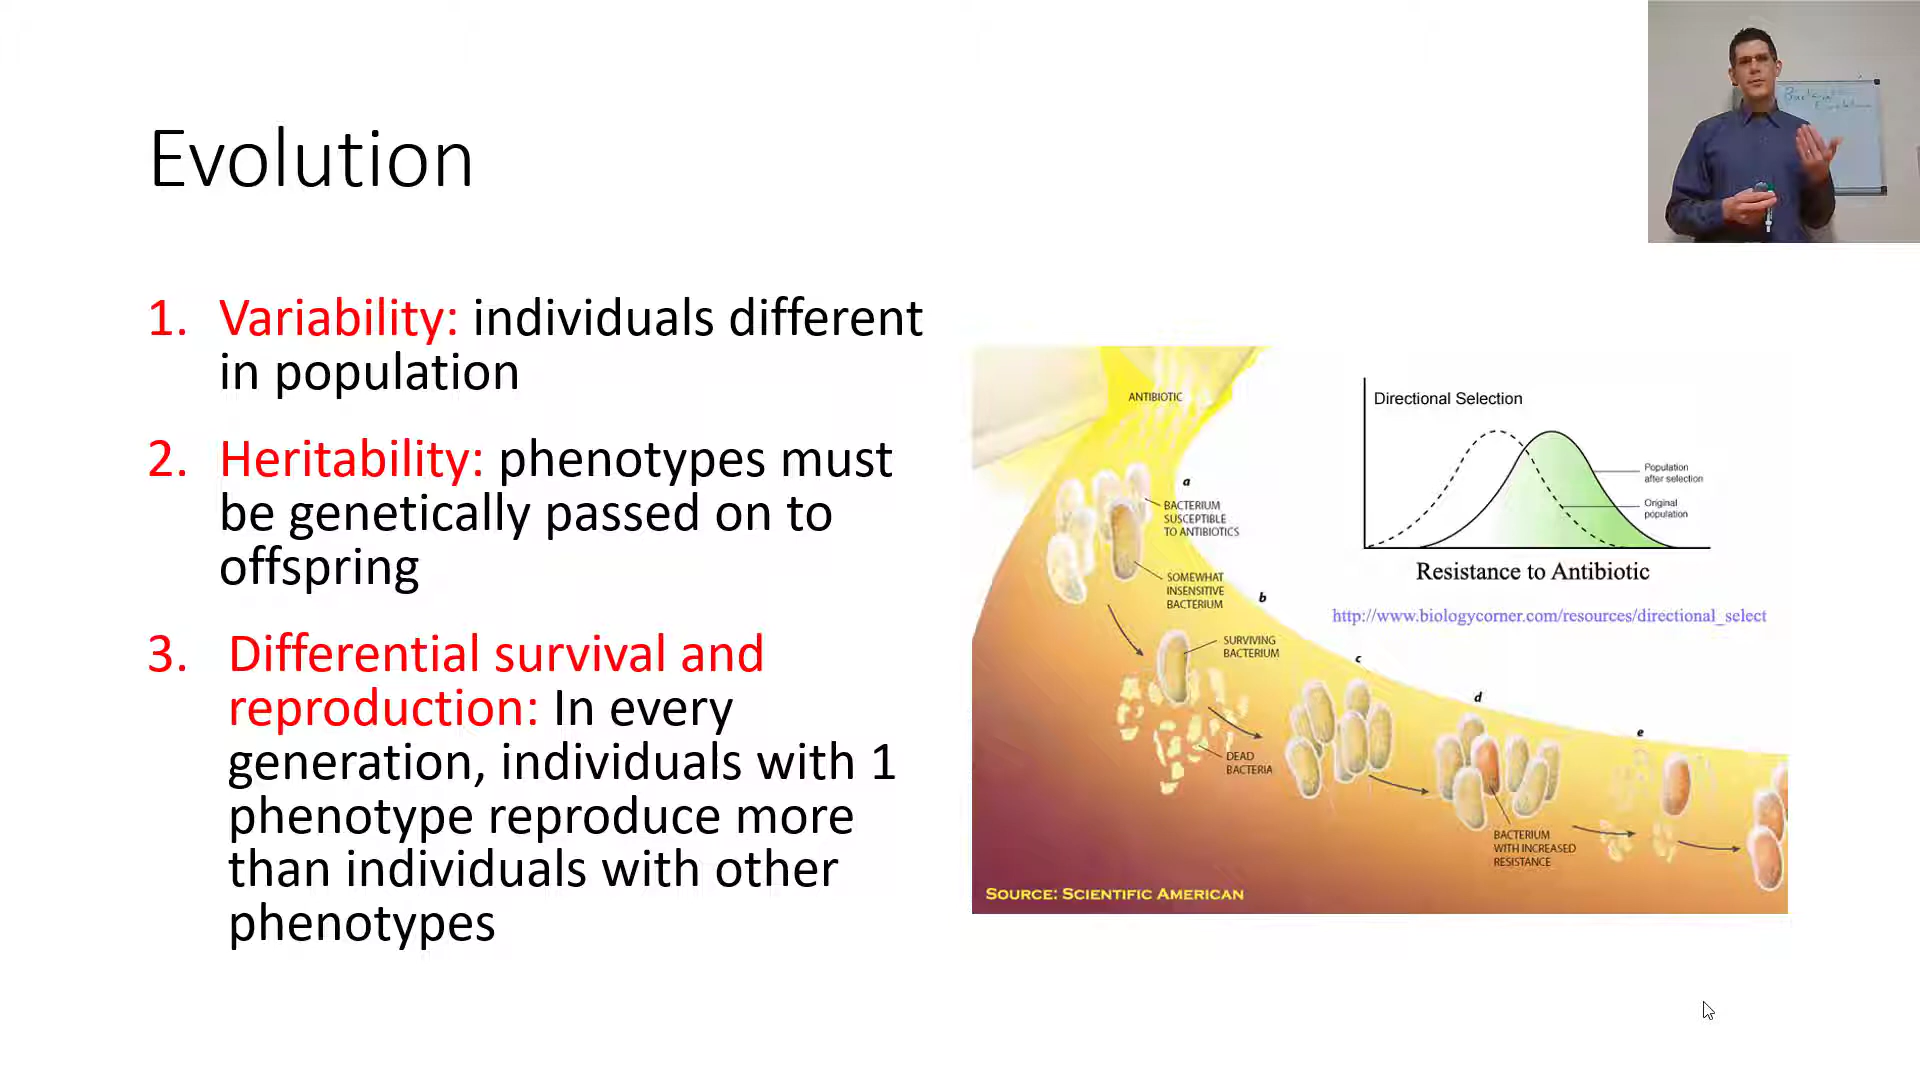 Evolution
1. Variability: individuals different
in population
2. Heritability: phenotypes must
be genetically passed on to
offspring
3. Differential survival and
reproduction: In every
generation, individuals with 1
phenotype reproduce more
than individuals with other
phenotypes
ANTIBIOTIC
a
BACTERIUM
SUSCEPTIBLE
TO ANTIBIOTICS
SOMEWHAT
INSENSITIVE
BACTERIUM
b
SURVIVING
BACTERIUM
DEAD
BACTERIA
c
d
BACTERIUM
WITH INCREASED
RESISTANCE
e
SOURCE: SCIENTIFIC AMERICAN
Directional Selection
Population
after selection
Original
population
Resistance to Antibiotic
http://www.biologycorner.com/resources/directional_select